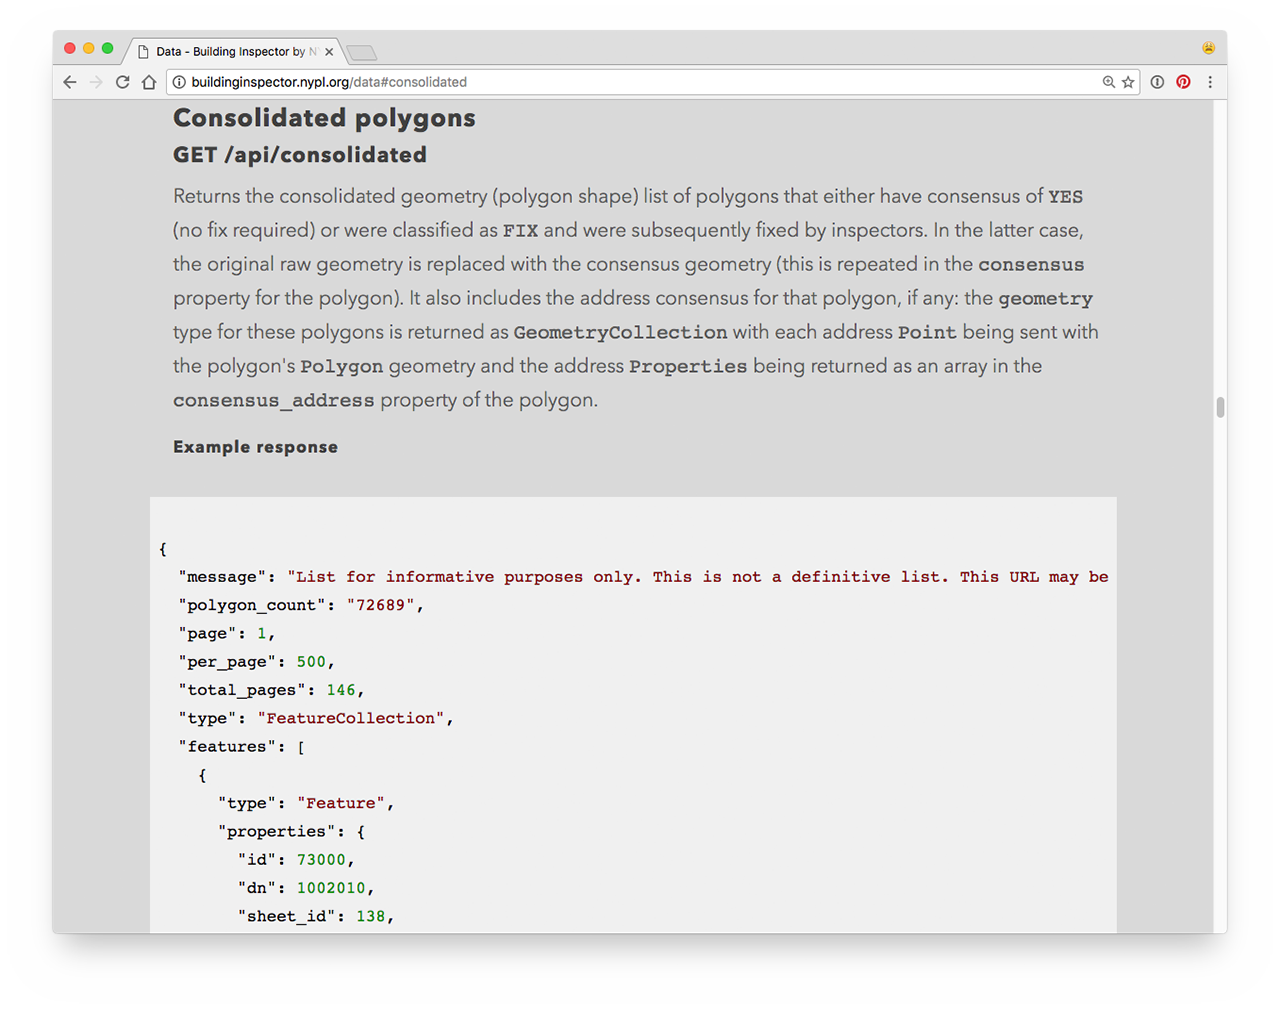 Data - Building Inspector by N
buildinginspector.nypl.org/data#consolidated
Consolidated polygons
GET /api/consolidated
Returns the consolidated geometry (polygon shape) list of polygons that either have consensus of YES
(no fix required) or were classified as FIX and were subsequently fixed by inspectors. In the latter case,
the original raw geometry is replaced with the consensus geometry (this is repeated in the consensus
property for the polygon). It also includes the address consensus for that polygon, if any: the geometry
type for these polygons is returned as GeometryCollection with each address Point being sent with
the polygon's Polygon geometry and the address Properties being returned as an array in the
consensus_address property of the polygon.
Example response
{
"message": "List for informative purposes only. This is not a definitive list. This URL may be
"polygon_count": "72689",
"page": 1,
"per_page": 500,
"total_pages": 146,
"type": "FeatureCollection",
"features": [
{
"type": "Feature",
"properties": {
"id": 73000,
"dn": 1002010,
"sheet_id": 138,